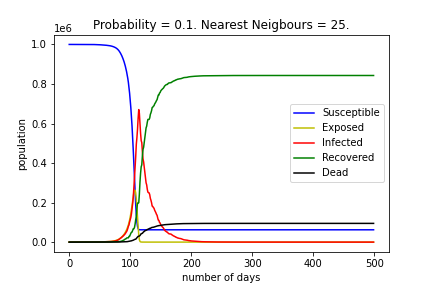 Probability = 0.1. Nearest Neigbours = 25.
1e6
1.0
0.8
0.6
0.4
0.2
0.0
population
Susceptible
Exposed
Infected
Recovered
Dead
0 100 200 300 400 500
number of days